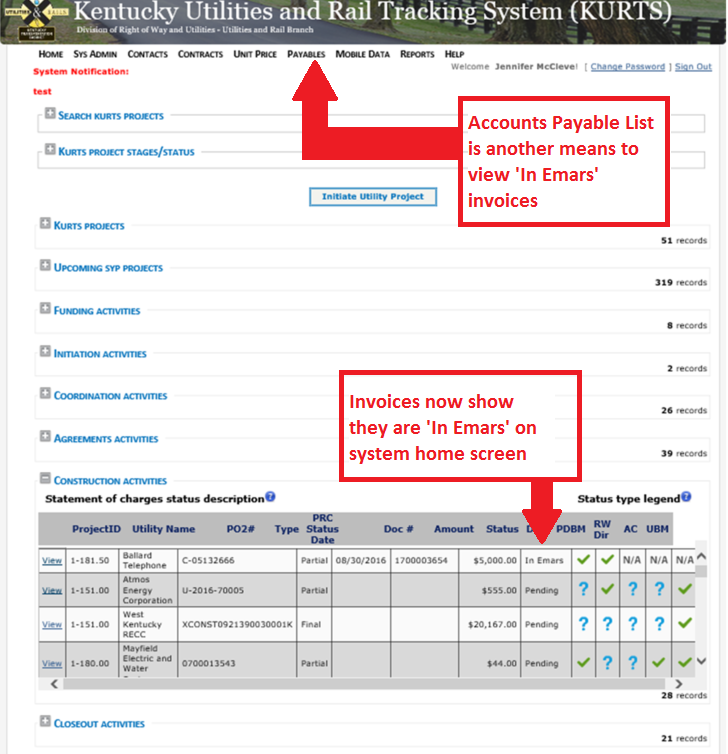 Kentucky Utilities and Rail Tracking System (KURTS)
Division of Right of Way and Utilities - Utilities and Rail Branch
HOME SYS ADMIN CONTACTS CONTRACTS UNIT PRICE PAYABLES MOBILE DATA REPORTS HELP
Welcome Jennifer McCleve! [ Change Password ] Sign Out
System Notification:
test
SEARCH KURTS PROJECTS
Accounts Payable List
is another means to
view 'In Emars'
invoices
KURTS PROJECT STAGES/STATUS
Initiate Utility Project
KURTS PROJECTS
51 records
UPCOMING SYP PROJECTS
319 records
FUNDING ACTIVITIES
8 records
INITIATION ACTIVITIES
2 records
COORDINATION ACTIVITIES
26 records
Invoices now show
they are 'In Emars' on
system home screen
AGREEMENTS ACTIVITIES
39 records
CONSTRUCTION ACTIVITIES
Statement of charges status description Status type legend
ProjectID Utility Name PO2# Type PRC Status Date Doc # Amount Status PDBM RW Dir AC UBM
View 1-181.50 Ballard Telephone C-05132666 Partial 08/30/2016 1700003654 $5,000.00 In Emars N/A N/A N/A
View 1-151.00 Atmos Energy Corporation U-2016-70005 Partial $555.00 Pending ? ? ?
View 1-151.00 West Kentucky RECC XCONST0921390030001K Final $20,167.00 Pending ? ? ? ?
View 1-180.00 Mayfield Electric and Water 0700013543 Partial $44.00 Pending ? ?
28 records
CLOSEOUT ACTIVITIES
21 records